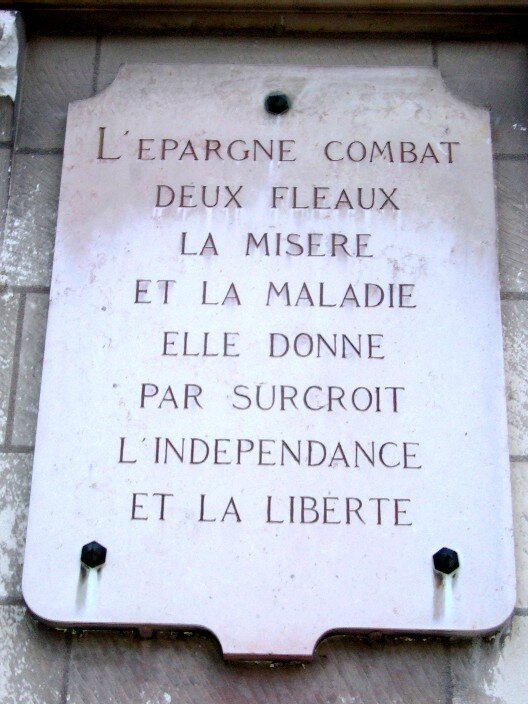 L'EPARGNE COMBAT
DEUX FLEAUX
LA MISERE
ET LA MALADIE
ELLE DONNE
PAR SURCROIT
L'INDEPENDANCE
ET LA LIBERTE